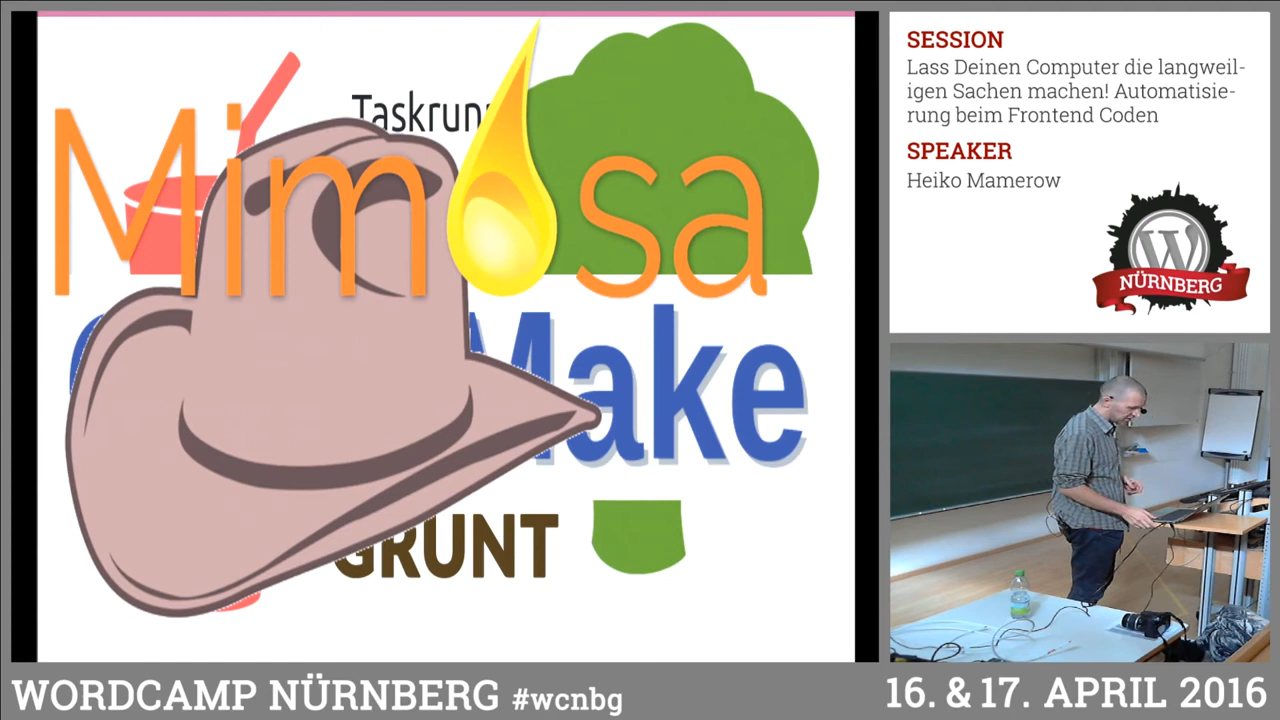 Taskrun
Mimosa
Make
GRUNT
SESSION
Lass Deinen Computer die langweil-
igen Sachen machen! Automatisie-
rung beim Frontend Coden
SPEAKER
Heiko Mamerow
W
NÜRNBERG
WORDCAMP NÜRNBERG #wcnbg
16. & 17. APRIL 2016